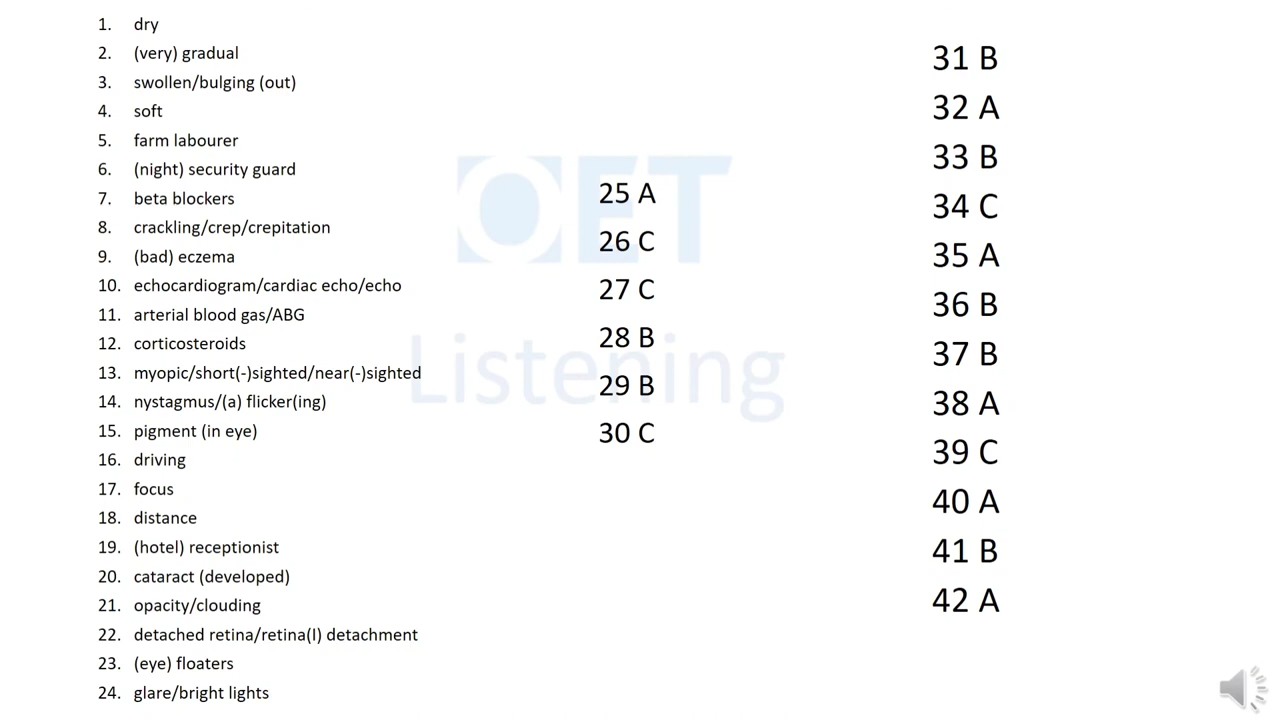 1. dry
2. (very) gradual
3. swollen/bulging (out)
4. soft
5. farm labourer
6. (night) security guard
7. beta blockers
8. crackling/crep/crepitation
9. (bad) eczema
10. echocardiogram/cardiac echo/echo
11. arterial blood gas/ABG
12. corticosteroids
13. myopic/short(-)sighted/near(-)sighted
14. nystagmus/(a) flicker(ing)
15. pigment (in eye)
16. driving
17. focus
18. distance
19. (hotel) receptionist
20. cataract (developed)
21. opacity/clouding
22. detached retina/retina(l) detachment
23. (eye) floaters
24. glare/bright lights
OET
Listening
25 A
26 C
27 C
28 B
29 B
30 C
31 B
32 A
33 B
34 C
35 A
36 B
37 B
38 A
39 C
40 A
41 B
42 A